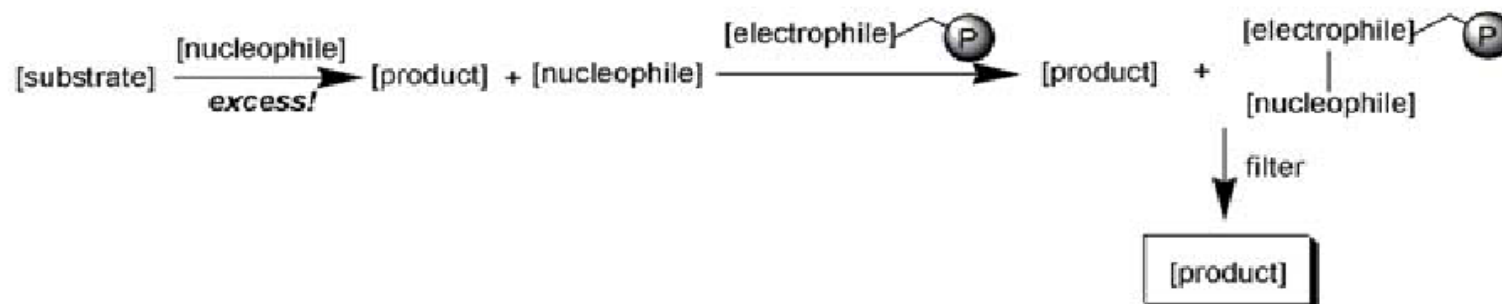 [nucleophile]
[substrate]
excess!
[product] + [nucleophile]
[electrophile]
P
[product] +
[electrophile]
P
[nucleophile]
filter
[product]